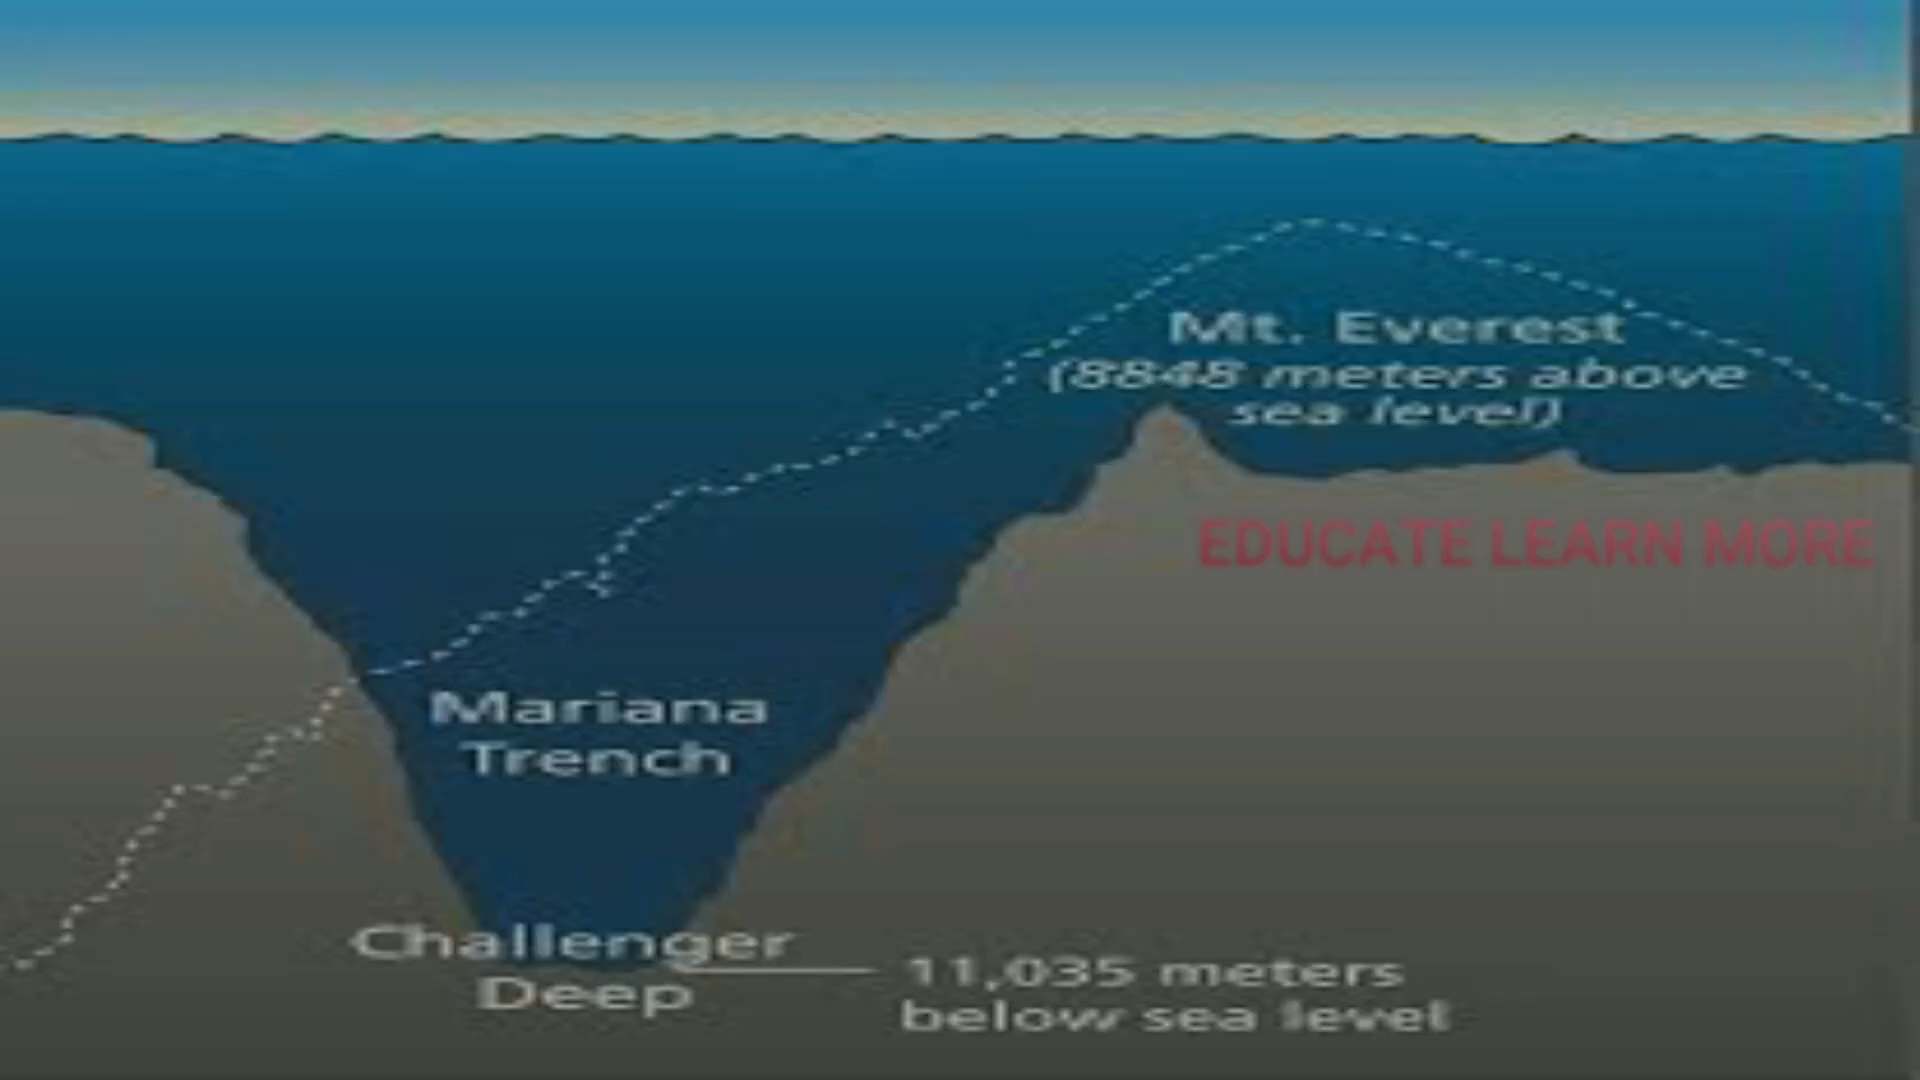 Mt. Everest
(8848 meters above
sea level)
EDUCATE LEARN MORE
Mariana
Trench
Challenger
Deep
11,035 meters
below sea level